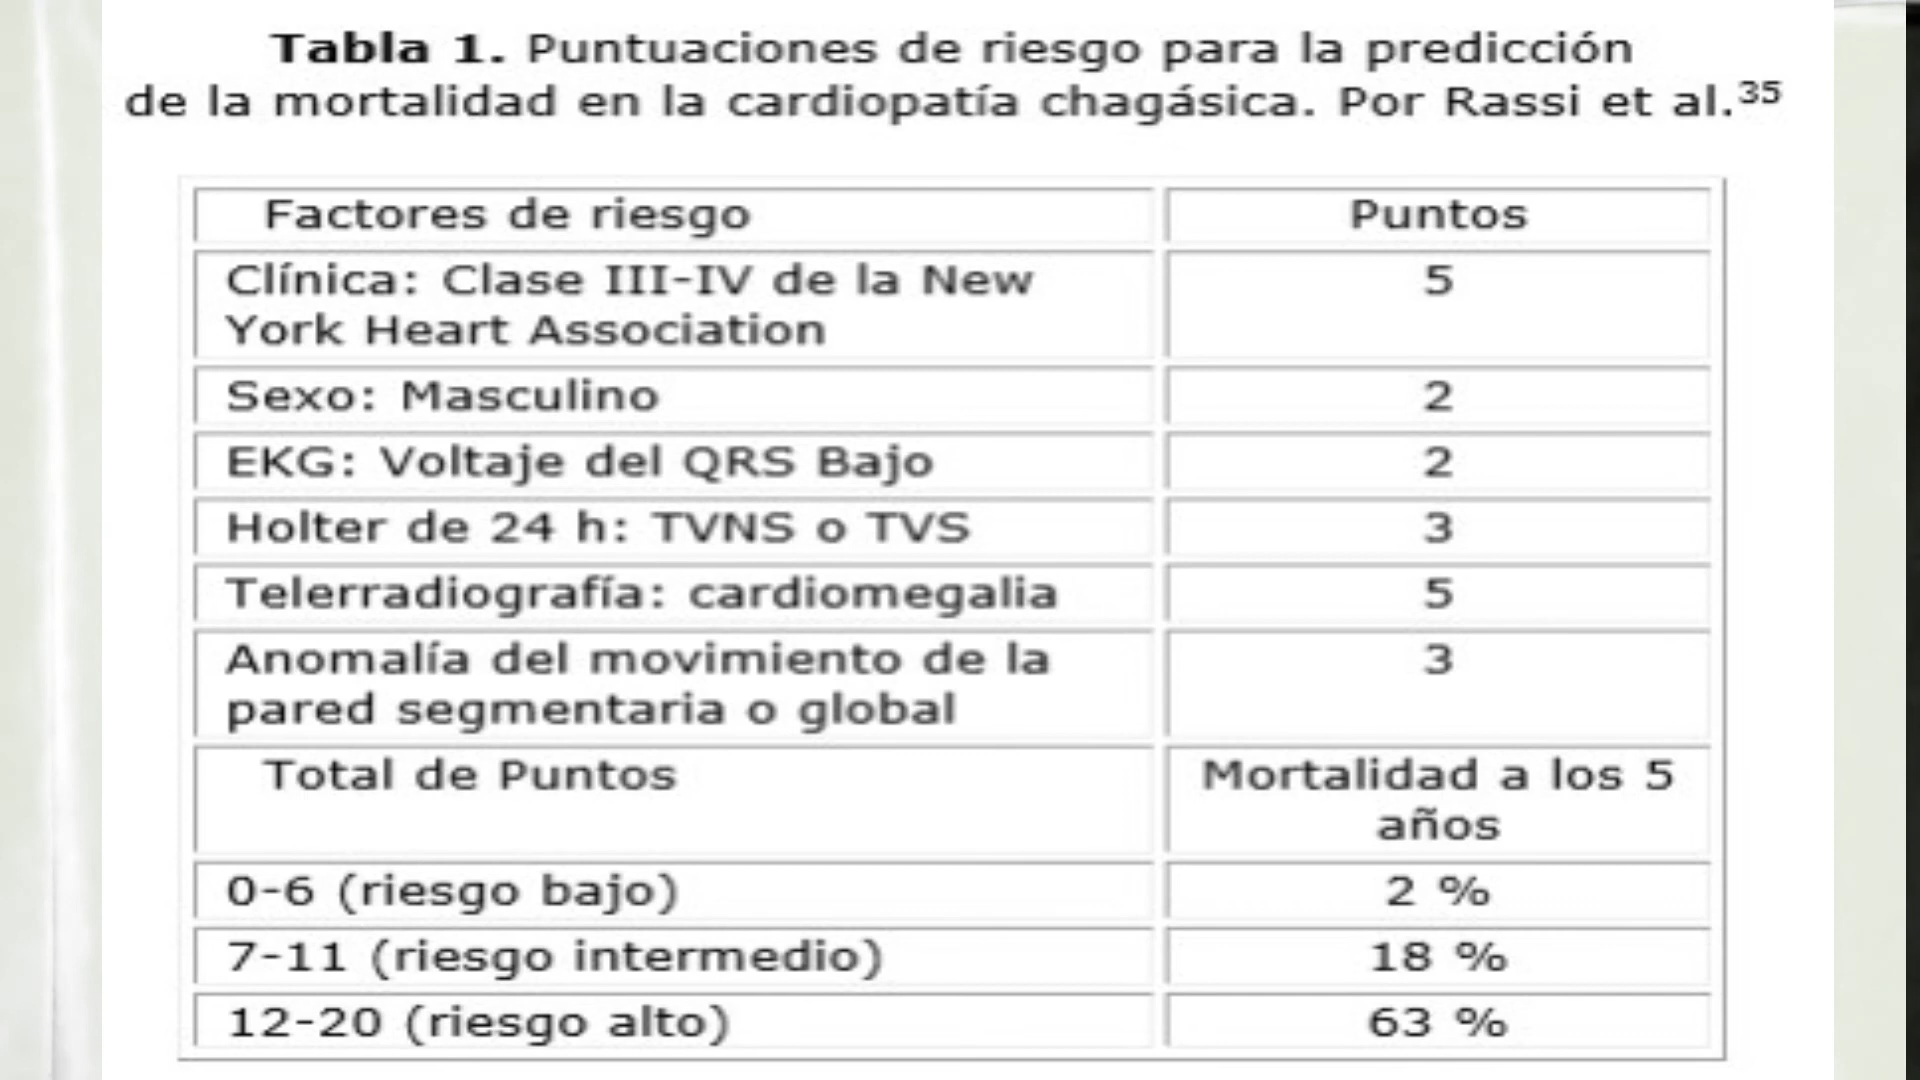 Tabla 1. Puntuaciones de riesgo para la predicción
de la mortalidad en la cardiopatía chagásica. Por Rassi et al.35
Factores de riesgo Puntos
Clínica: Clase III-IV de la New 5
York Heart Association
Sexo: Masculino 2
EKG: Voltaje del QRS Bajo 2
Holter de 24 h: TVNS o TVS 3
Telerradiografía: cardiomegalia 5
Anomalía del movimiento de la 3
pared segmentaria o global
Total de Puntos Mortalidad a los 5
años
0-6 (riesgo bajo) 2 %
7-11 (riesgo intermedio) 18 %
12-20 (riesgo alto) 63 %